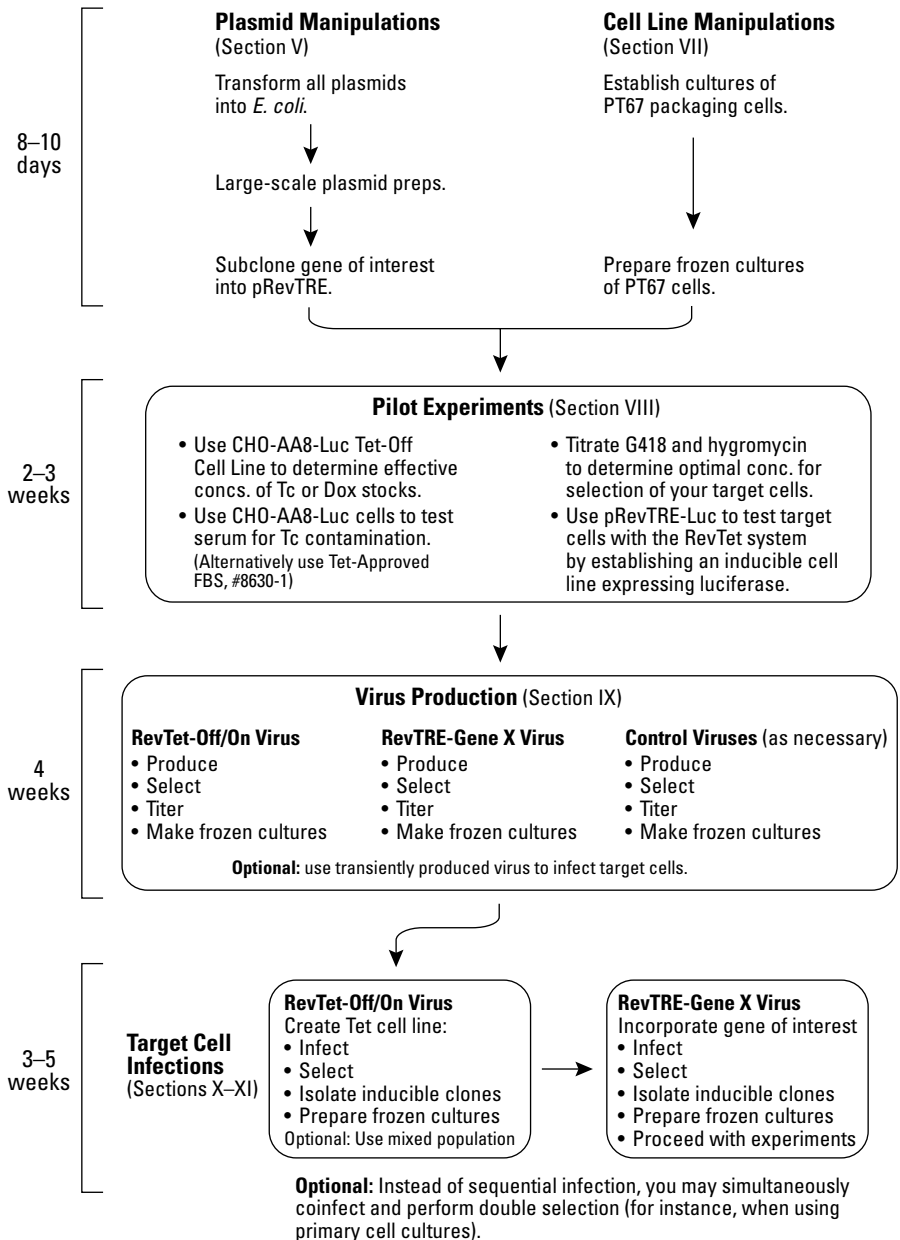 Plasmid Manipulations
(Section V)
Transform all plasmids
into E. coli.
Large-scale plasmid preps.
Subclone gene of interest
into pRevTRE.
Cell Line Manipulations
(Section VII)
Establish cultures of
PT67 packaging cells.
Prepare frozen cultures
of PT67 cells.
8–10
days
Pilot Experiments (Section VIII)
• Use CHO-AA8-Luc Tet-Off
Cell Line to determine effective
concs. of Tc or Dox stocks.
• Use CHO-AA8-Luc cells to test
serum for Tc contamination.
(Alternatively use Tet-Approved
FBS, #8630-1)
• Titrate G418 and hygromycin
to determine optimal conc. for
selection of your target cells.
• Use pRevTRE-Luc to test target
cells with the RevTet system
by establishing an inducible cell
line expressing luciferase.
2–3
weeks
Virus Production (Section IX)
RevTet-Off/On Virus
• Produce
• Select
• Titer
• Make frozen cultures
RevTRE-Gene X Virus
• Produce
• Select
• Titer
• Make frozen cultures
Control Viruses (as necessary)
• Produce
• Select
• Titer
• Make frozen cultures
Optional: use transiently produced virus to infect target cells.
4
weeks
3–5
weeks
Target Cell
Infections
(Sections X–XI)
RevTet-Off/On Virus
Create Tet cell line:
• Infect
• Select
• Isolate inducible clones
• Prepare frozen cultures
Optional: Use mixed population
RevTRE-Gene X Virus
Incorporate gene of interest
• Infect
• Select
• Isolate inducible clones
• Prepare frozen cultures
• Proceed with experiments
Optional: Instead of sequential infection, you may simultaneously
coinfect and perform double selection (for instance, when using
primary cell cultures).